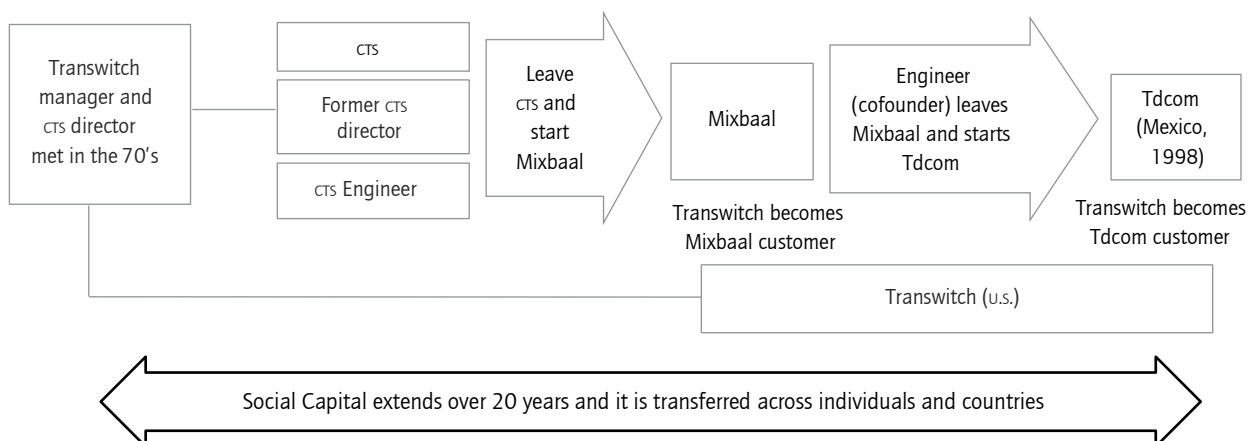 Transwitch
manager and
CTS director
met in the 70's
CTS
Former CTS
director
CTS Engineer
Leave
CTS and
start
Mixbaal
Mixbaal
Transwitch becomes
Mixbaal customer
Engineer
(cofounder) leaves
Mixbaal and starts
Tdcom
Tdcom
(Mexico,
1998)
Transwitch becomes
Tdcom customer
Transwitch (U.S.)
Social Capital extends over 20 years and it is transferred across individuals and countries